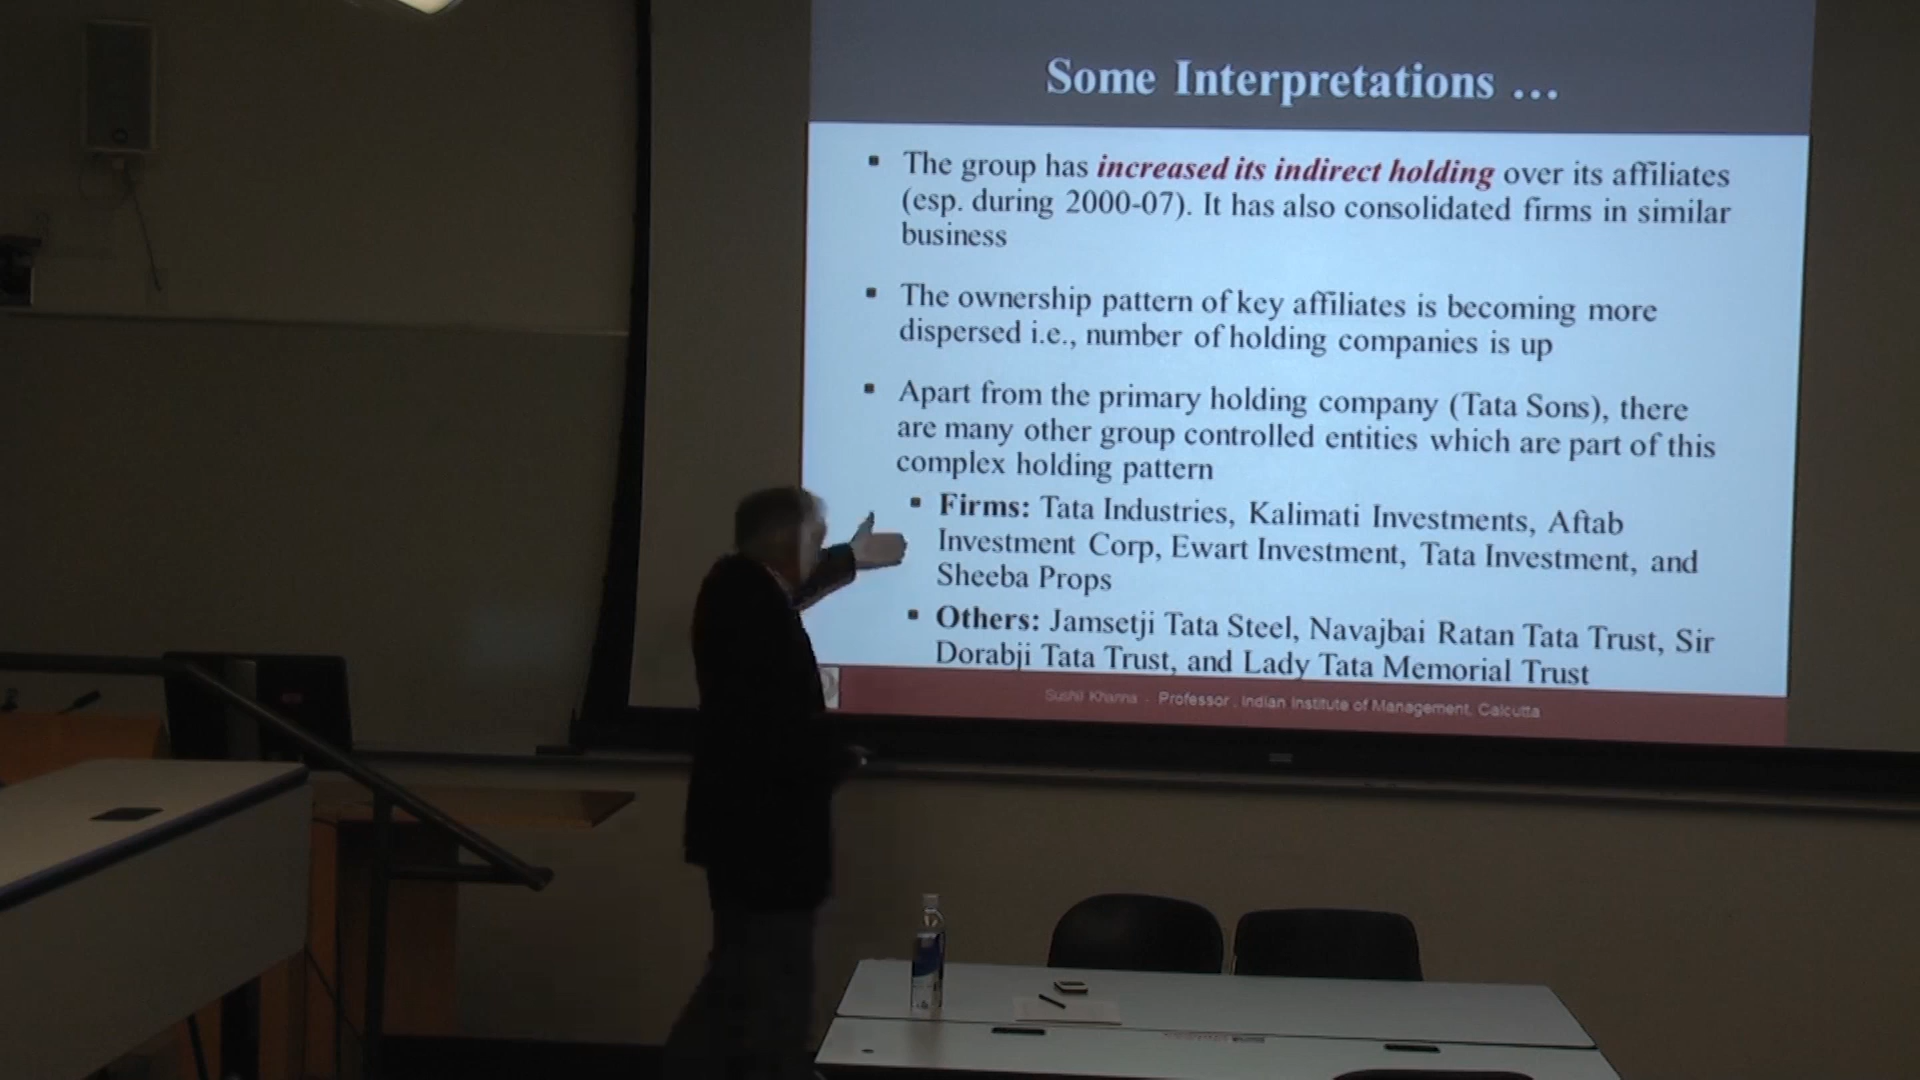 Some Interpretations ...
▪ The group has increased its indirect holding over its affiliates
(esp. during 2000-07). It has also consolidated firms in similar
business
▪ The ownership pattern of key affiliates is becoming more
dispersed i.e., number of holding companies is up
▪ Apart from the primary holding company (Tata Sons), there
are many other group controlled entities which are part of this
complex holding pattern
▪ Firms: Tata Industries, Kalimati Investments, Aftab
Investment Corp, Ewart Investment, Tata Investment, and
Sheeba Props
▪ Others: Jamsetji Tata Steel, Navajbai Ratan Tata Trust, Sir
Dorabji Tata Trust, and Lady Tata Memorial Trust
Sushil Khanna - Professor . Indian Institute of Management, Calcutta